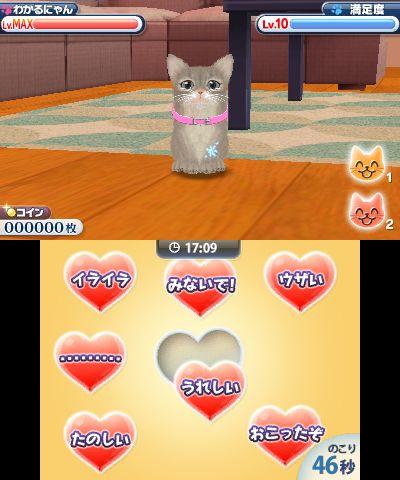 わかるにゃん
満足度
Lv.MAX
Lv.10
1
2
コイン
000000枚
17:09
イライラ
みないで!
ウザい
………
うれしい
たのしい
おこったぞ
のこり
46秒